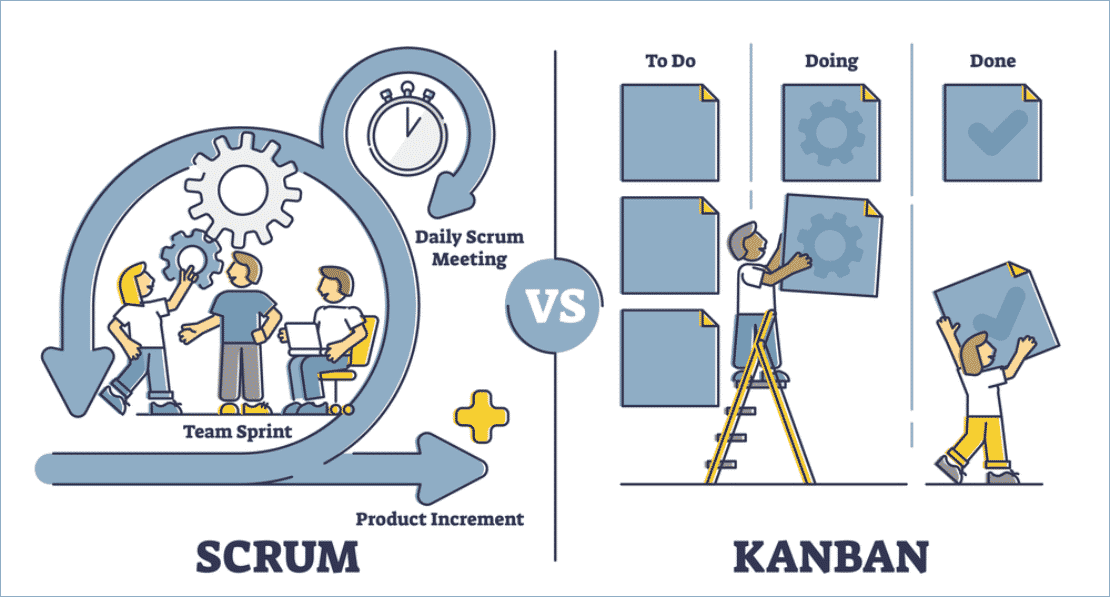 Daily Scrum
Meeting
Team Sprint
Product Increment
SCRUM
VS
To Do
Doing
Done
KANBAN